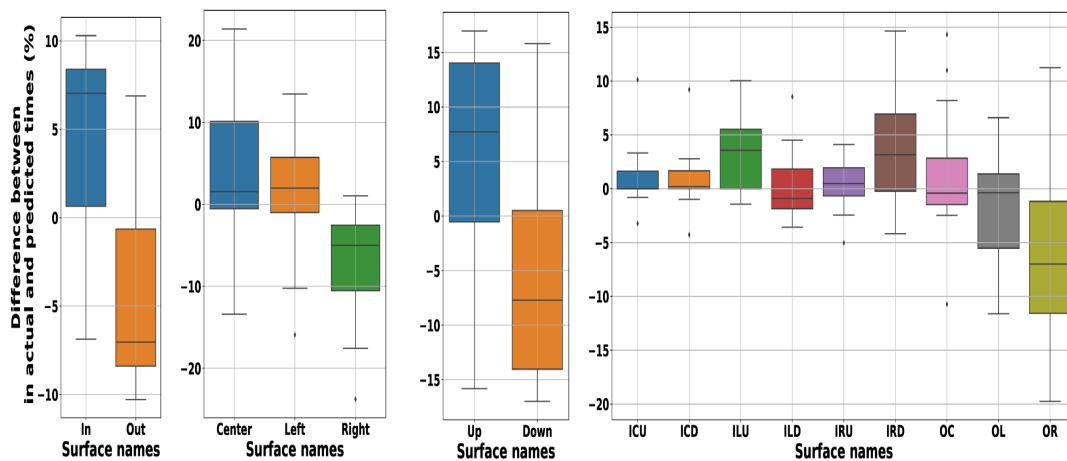 Difference between
in actual and predicted times (%)
10
5
0
−5
−10
In
Out
Surface names
20
10
0
−10
−20
Center
Left
Right
Surface names
15
10
5
0
−5
−10
−15
Up
Down
Surface names
15
10
5
0
−5
−10
−15
−20
ICU
ICD
ILU
ILD
IRU
IRD
OC
OL
OR
Surface names